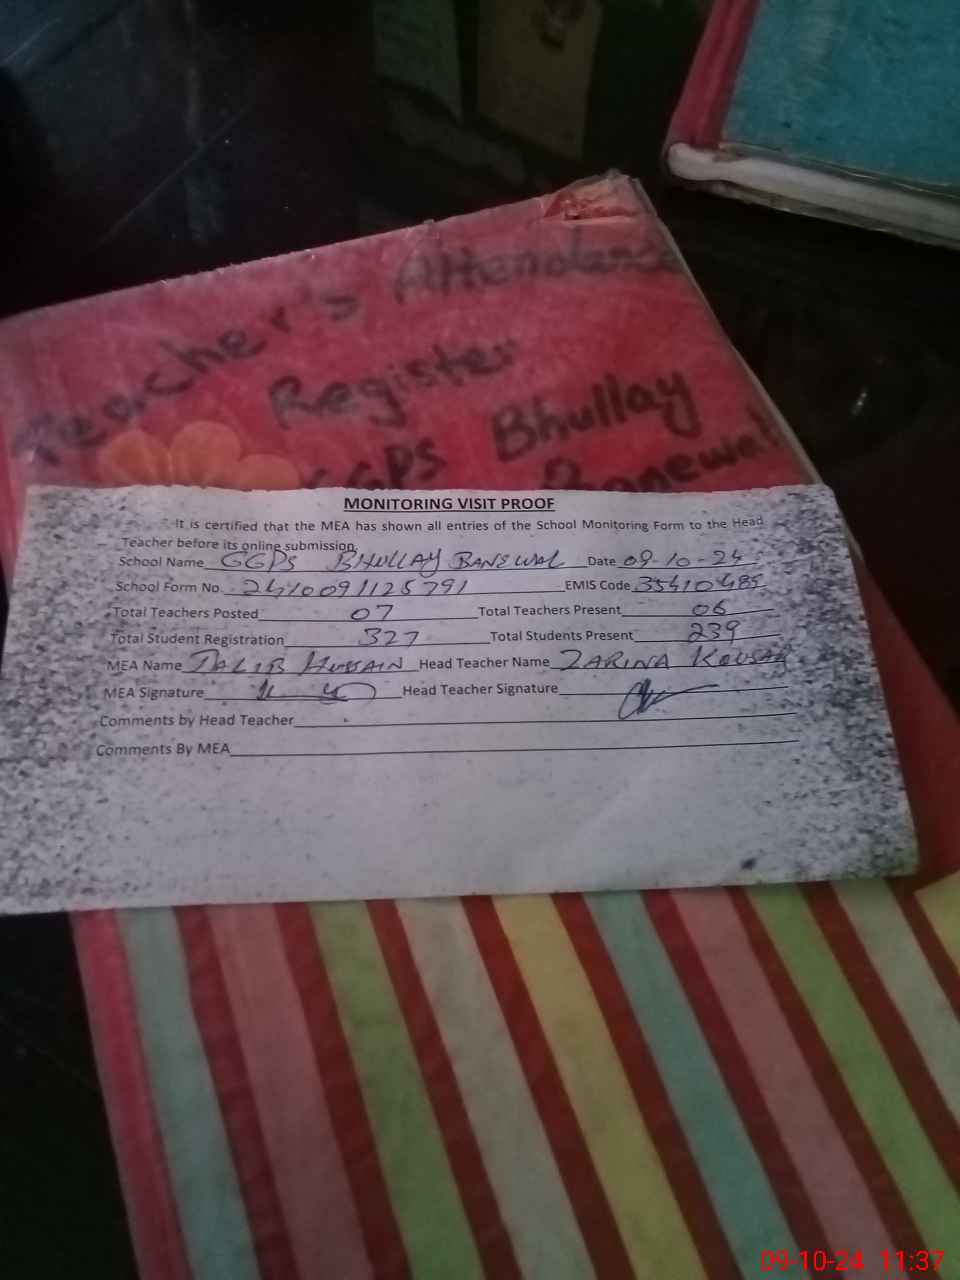 Teacher's Attendence
Register
GGPS Bhullay
Banewal
MONITORING VISIT PROOF
It is certified that the MEA has shown all entries of the School Monitoring Form to the Head
Teacher before its online submission.
School Name GGPS BHULLAY BANEWAL Date 09-10-24
School Form No. 2410091125791 EMIS Code 35410485
Total Teachers Posted 07 Total Teachers Present 06
Total Student Registration 327 Total Students Present 239
MEA Name TALIB HUSSAIN Head Teacher Name ZARINA KOUSAR
MEA Signature Head Teacher Signature
Comments by Head Teacher
Comments By MEA
09-10-24 11:37